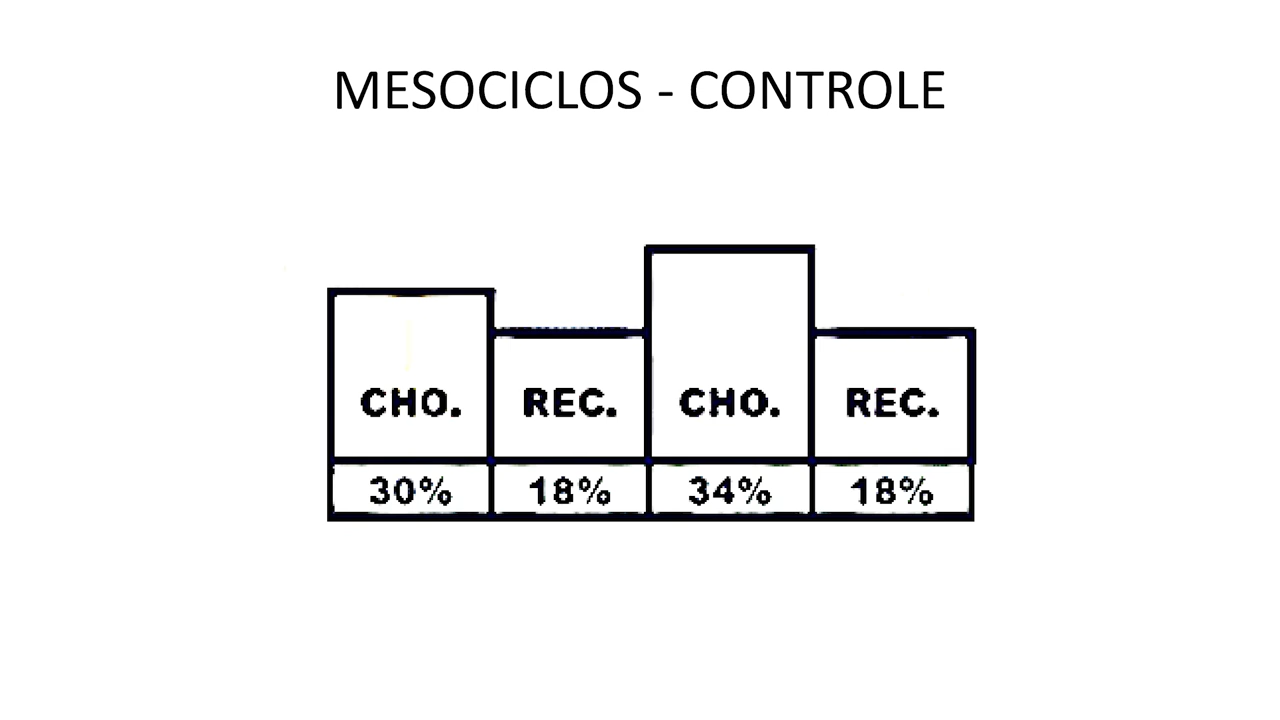 MESOCICLOS - CONTROLE
CHO. REC. CHO. REC.
30% 18% 34% 18%